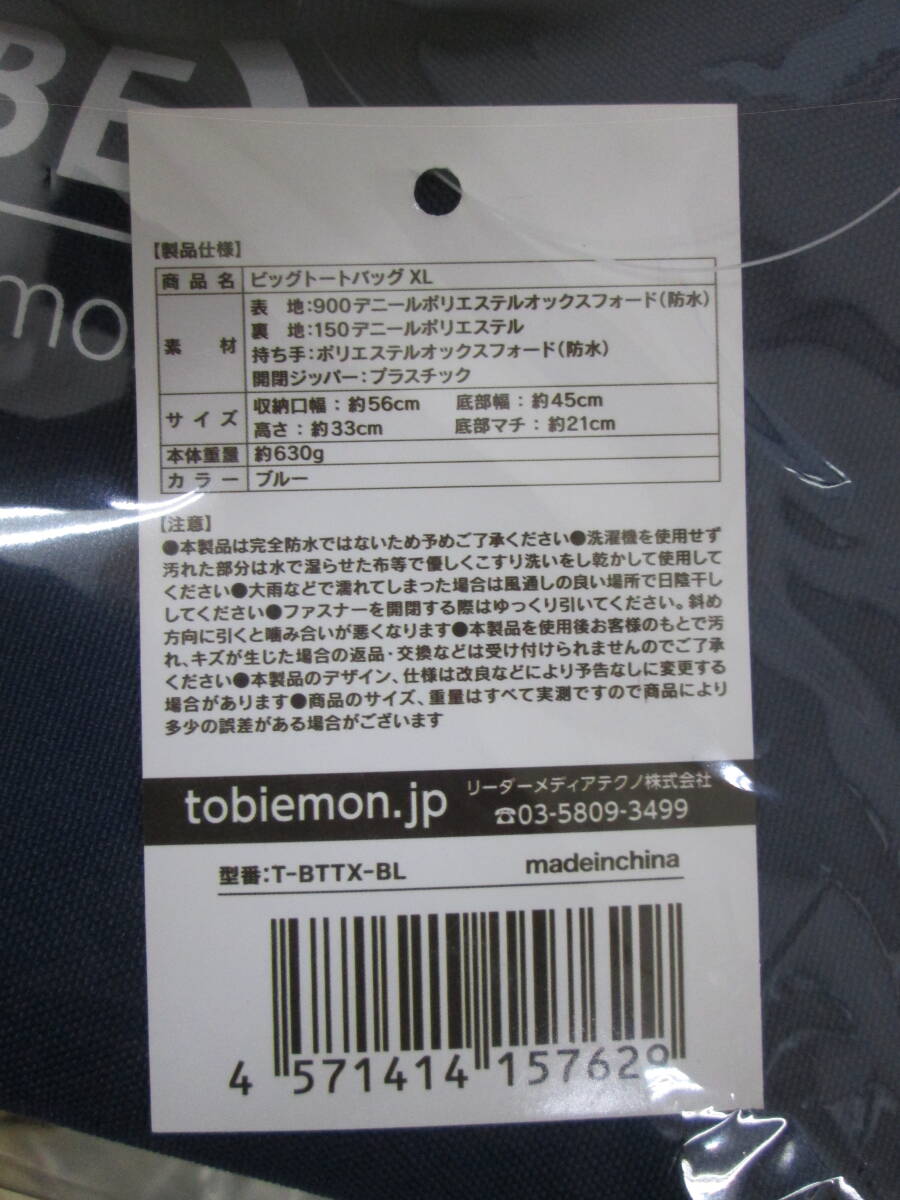 BE)
mo
【製品仕様】
商品名 ビッグトートバッグ XL
素材 表 地：900デニールポリエステルオックスフォード（防水）
裏 地：150デニールポリエステル
持ち手：ポリエステルオックスフォード（防水）
開閉ジッパー：プラスチック
サイズ 収納口幅：約56cm 底部幅：約45cm
高さ：約33cm 底部マチ：約21cm
本体重量 約630g
カラー ブルー
【注意】
●本製品は完全防水ではないため予めご了承ください●洗濯機を使用せず
汚れた部分は水で湿らせた布等で優しくこすり洗いをし乾かして使用して
ください●大雨などで濡れてしまった場合は風通しの良い場所で日陰干し
してください●ファスナーを開閉する際はゆっくり引いてください。斜め
方向に引くと噛み合いが悪くなります●本製品を使用後お客様のもとで汚
れ、キズが生じた場合の返品・交換などは受け付けられませんのでご了承
ください●本製品のデザイン、仕様は改良などにより予告なしに変更する
場合があります●商品のサイズ、重量はすべて実測ですので商品により
多少の誤差がある場合がございます
tobiemon.jp リーダーメディアテクノ株式会社
☎03-5809-3499
型番：T-BTTX-BL madeinchina
4 571414 157629